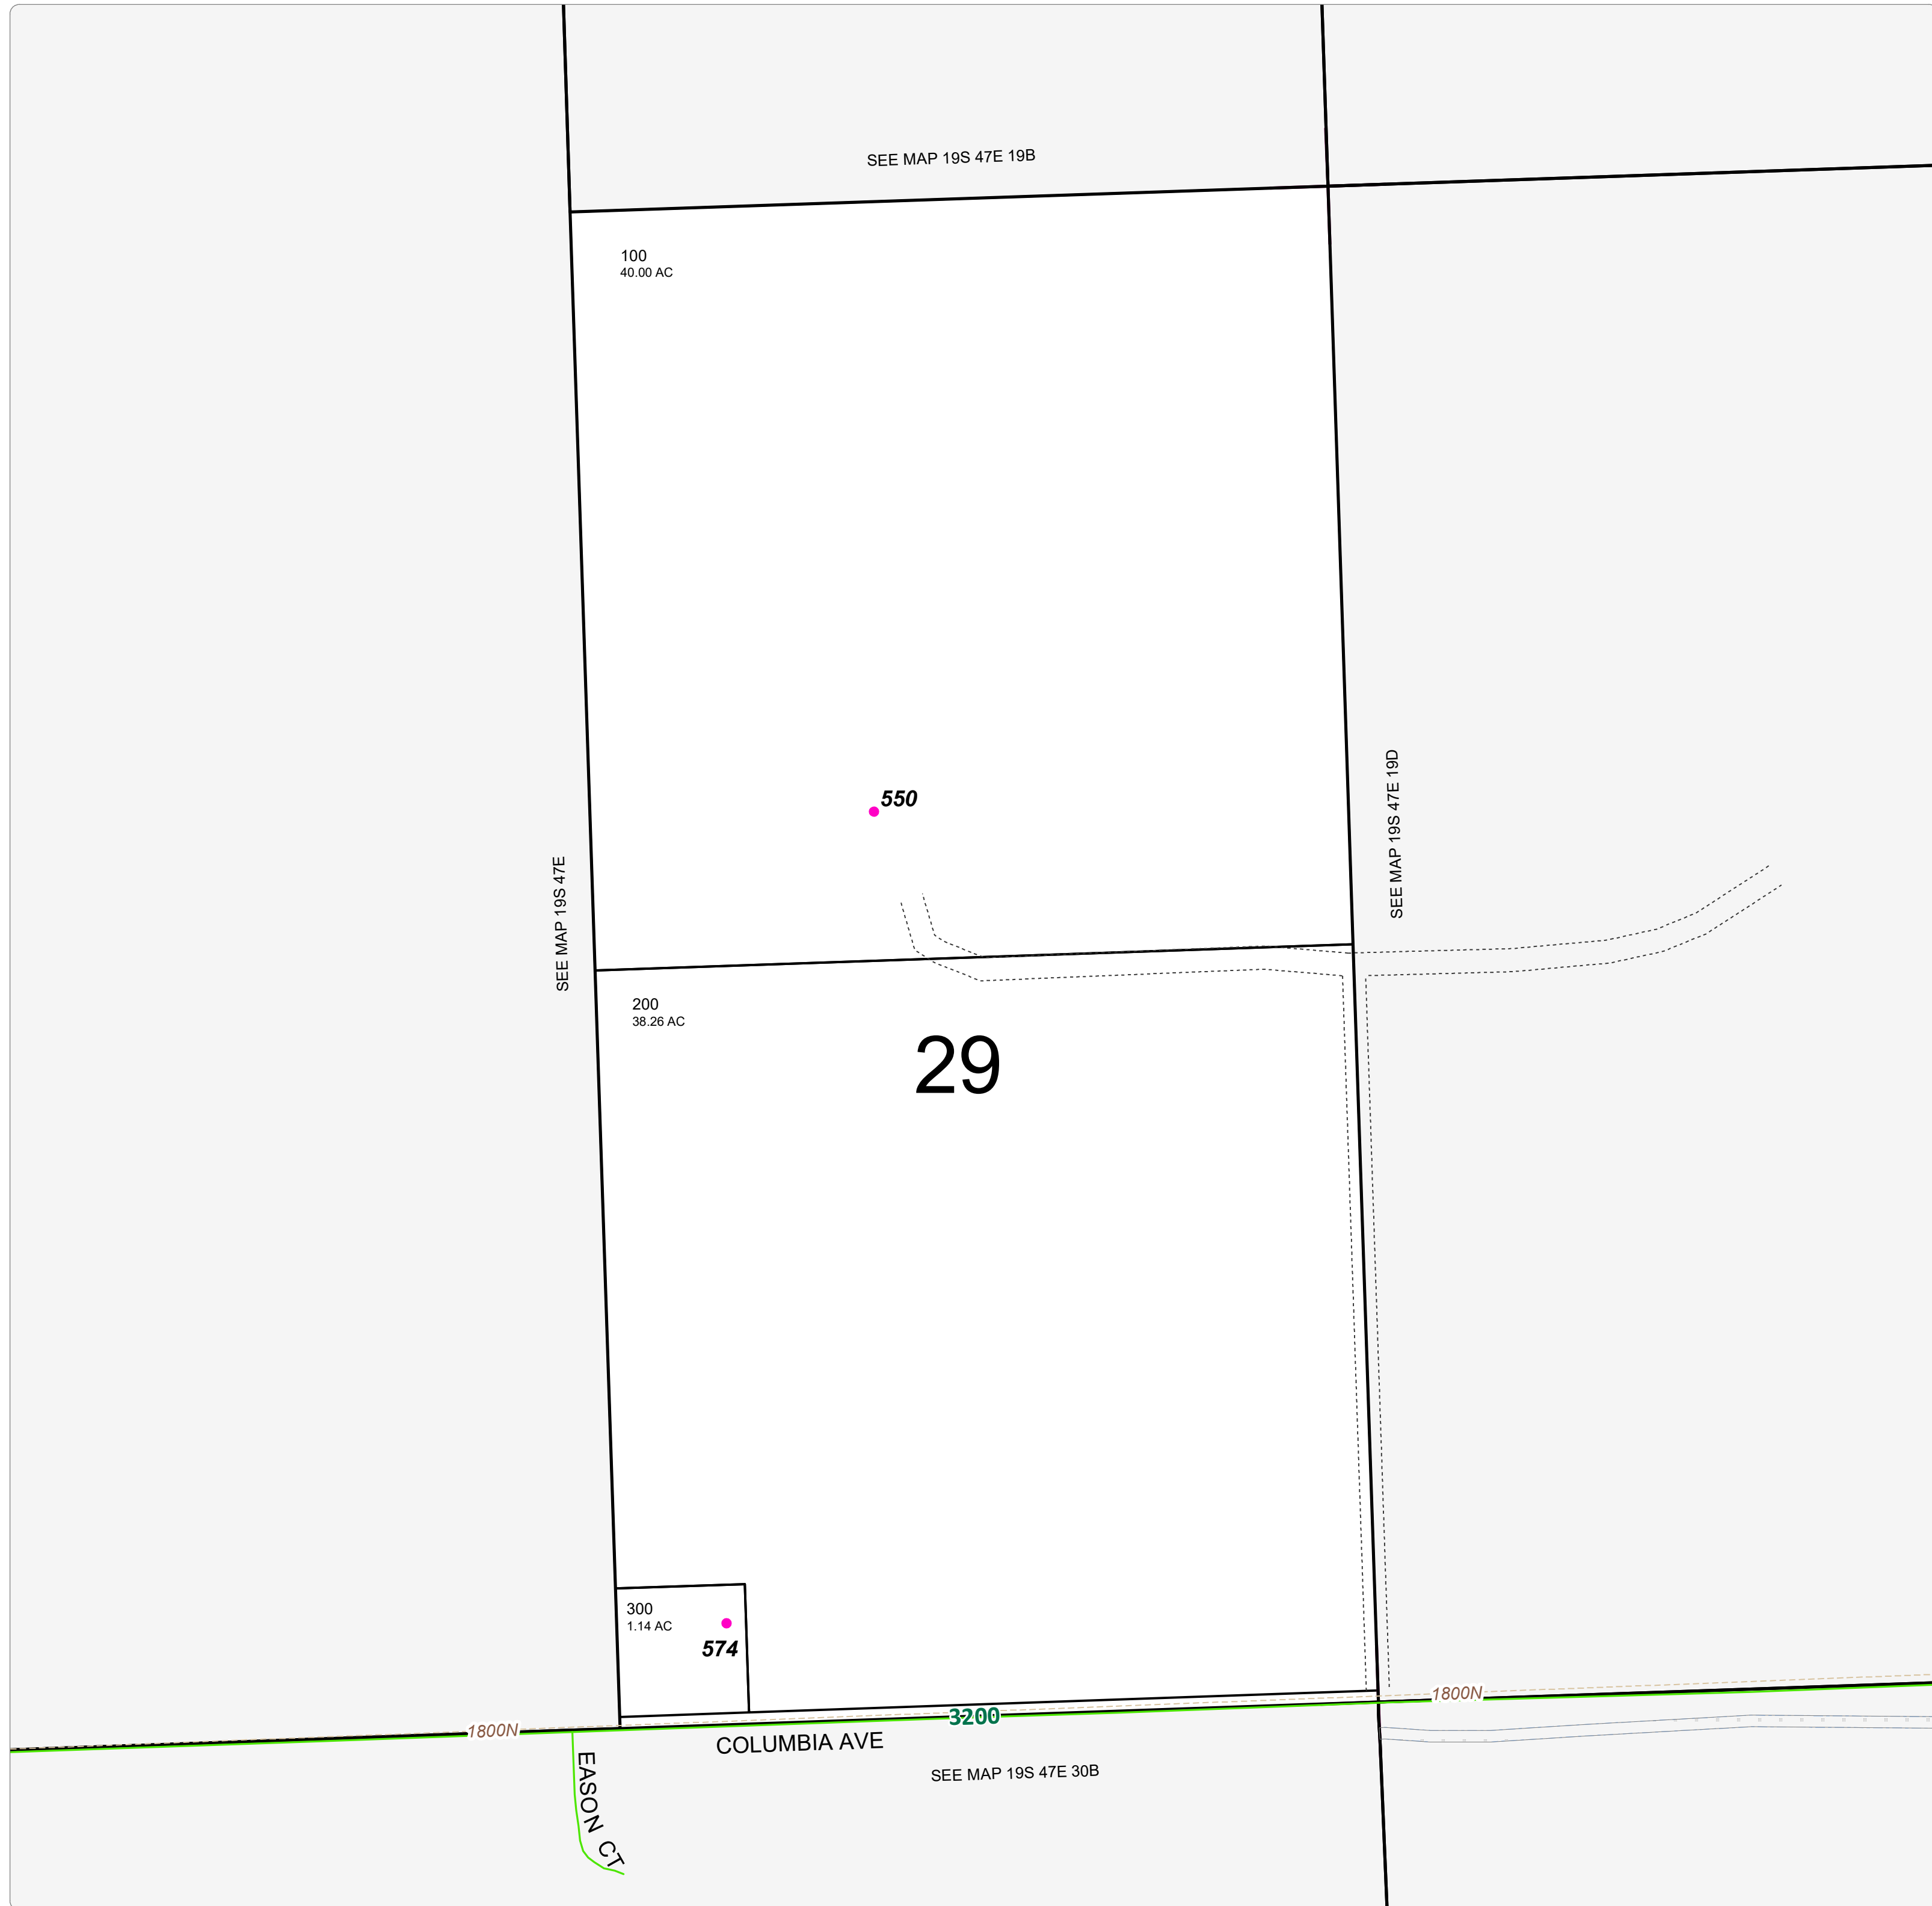 SEE MAP 19S 47E 19B
100
40.00 AC
550
SEE MAP 19S 47E 19D
SEE MAP 19S 47E
200
38.26 AC
29
300
1.14 AC
574
1800N
3200
1800N
COLUMBIA AVE
SEE MAP 19S 47E 30B
EASON CT